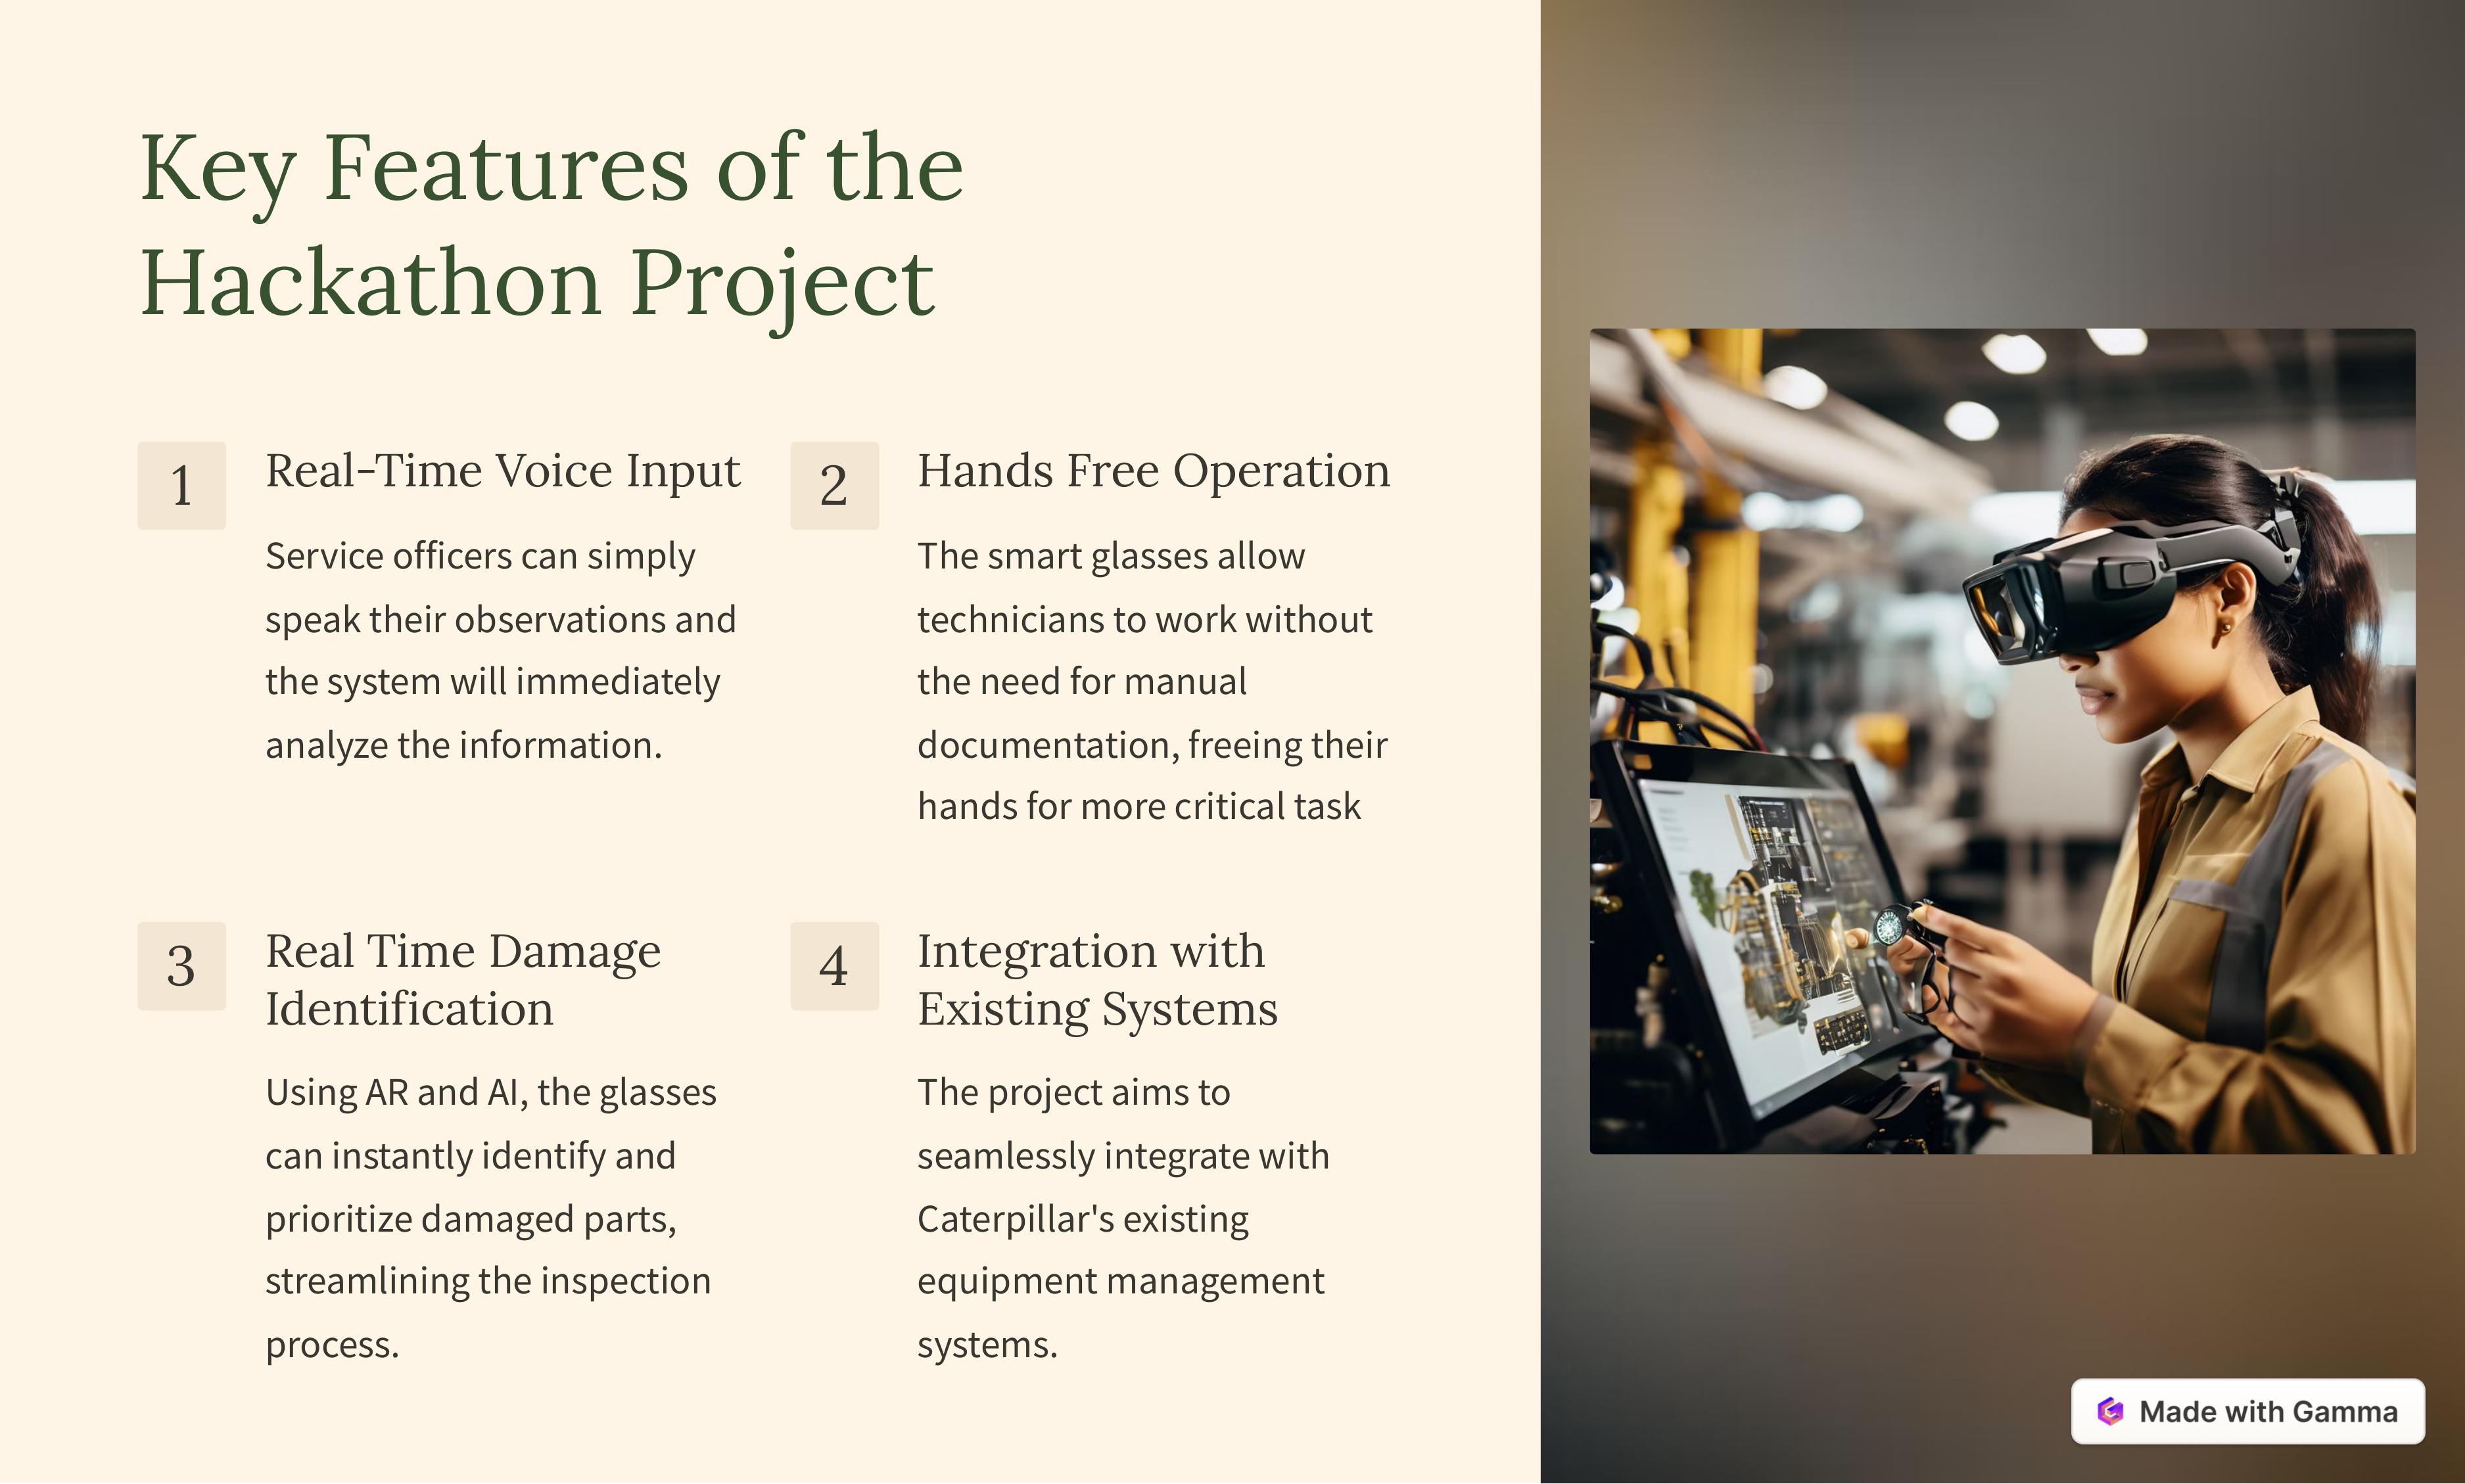 Key Features of the
Hackathon Project
1
Real-Time Voice Input
Service officers can simply
speak their observations and
the system will immediately
analyze the information.
2
Hands Free Operation
The smart glasses allow
technicians to work without
the need for manual
documentation, freeing their
hands for more critical task
3
Real Time Damage
Identification
Using AR and AI, the glasses
can instantly identify and
prioritize damaged parts,
streamlining the inspection
process.
4
Integration with
Existing Systems
The project aims to
seamlessly integrate with
Caterpillar's existing
equipment management
systems.
Made with Gamma